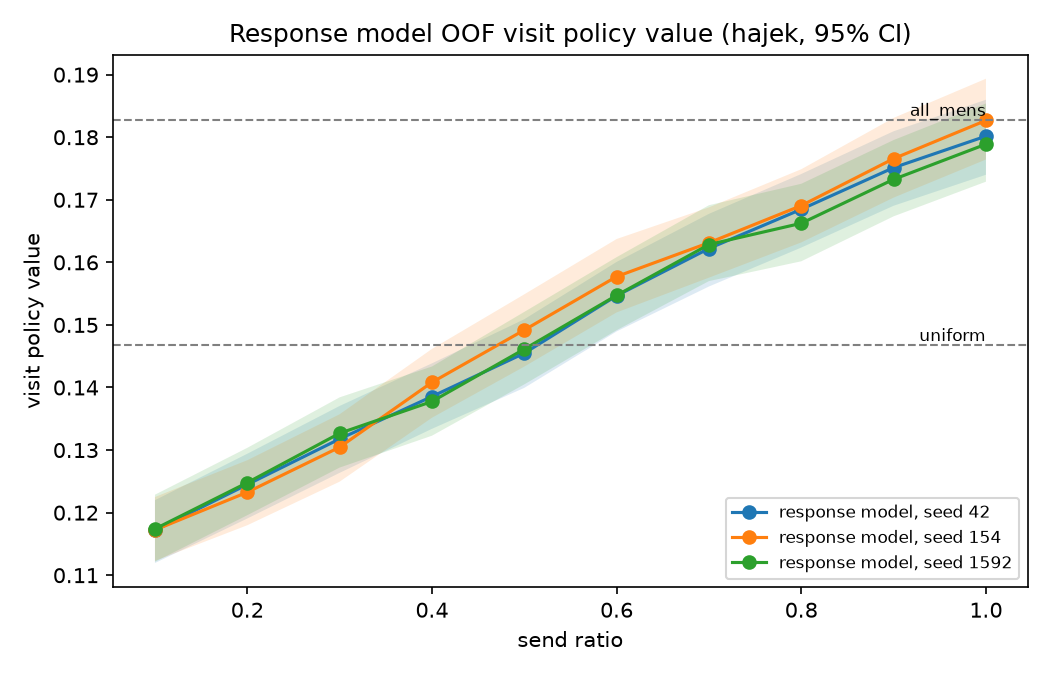 Response model OOF visit policy value (hajek, 95% CI)
visit policy value
0.19
0.18
0.17
0.16
0.15
0.14
0.13
0.12
0.11
all_mens
uniform
response model, seed 42
response model, seed 154
response model, seed 1592
0.2 0.4 0.6 0.8 1.0
send ratio